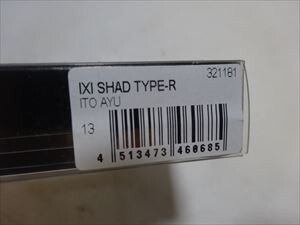 321181
IXI SHAD TYPE-R
ITO AYU
13
4 513473 460685